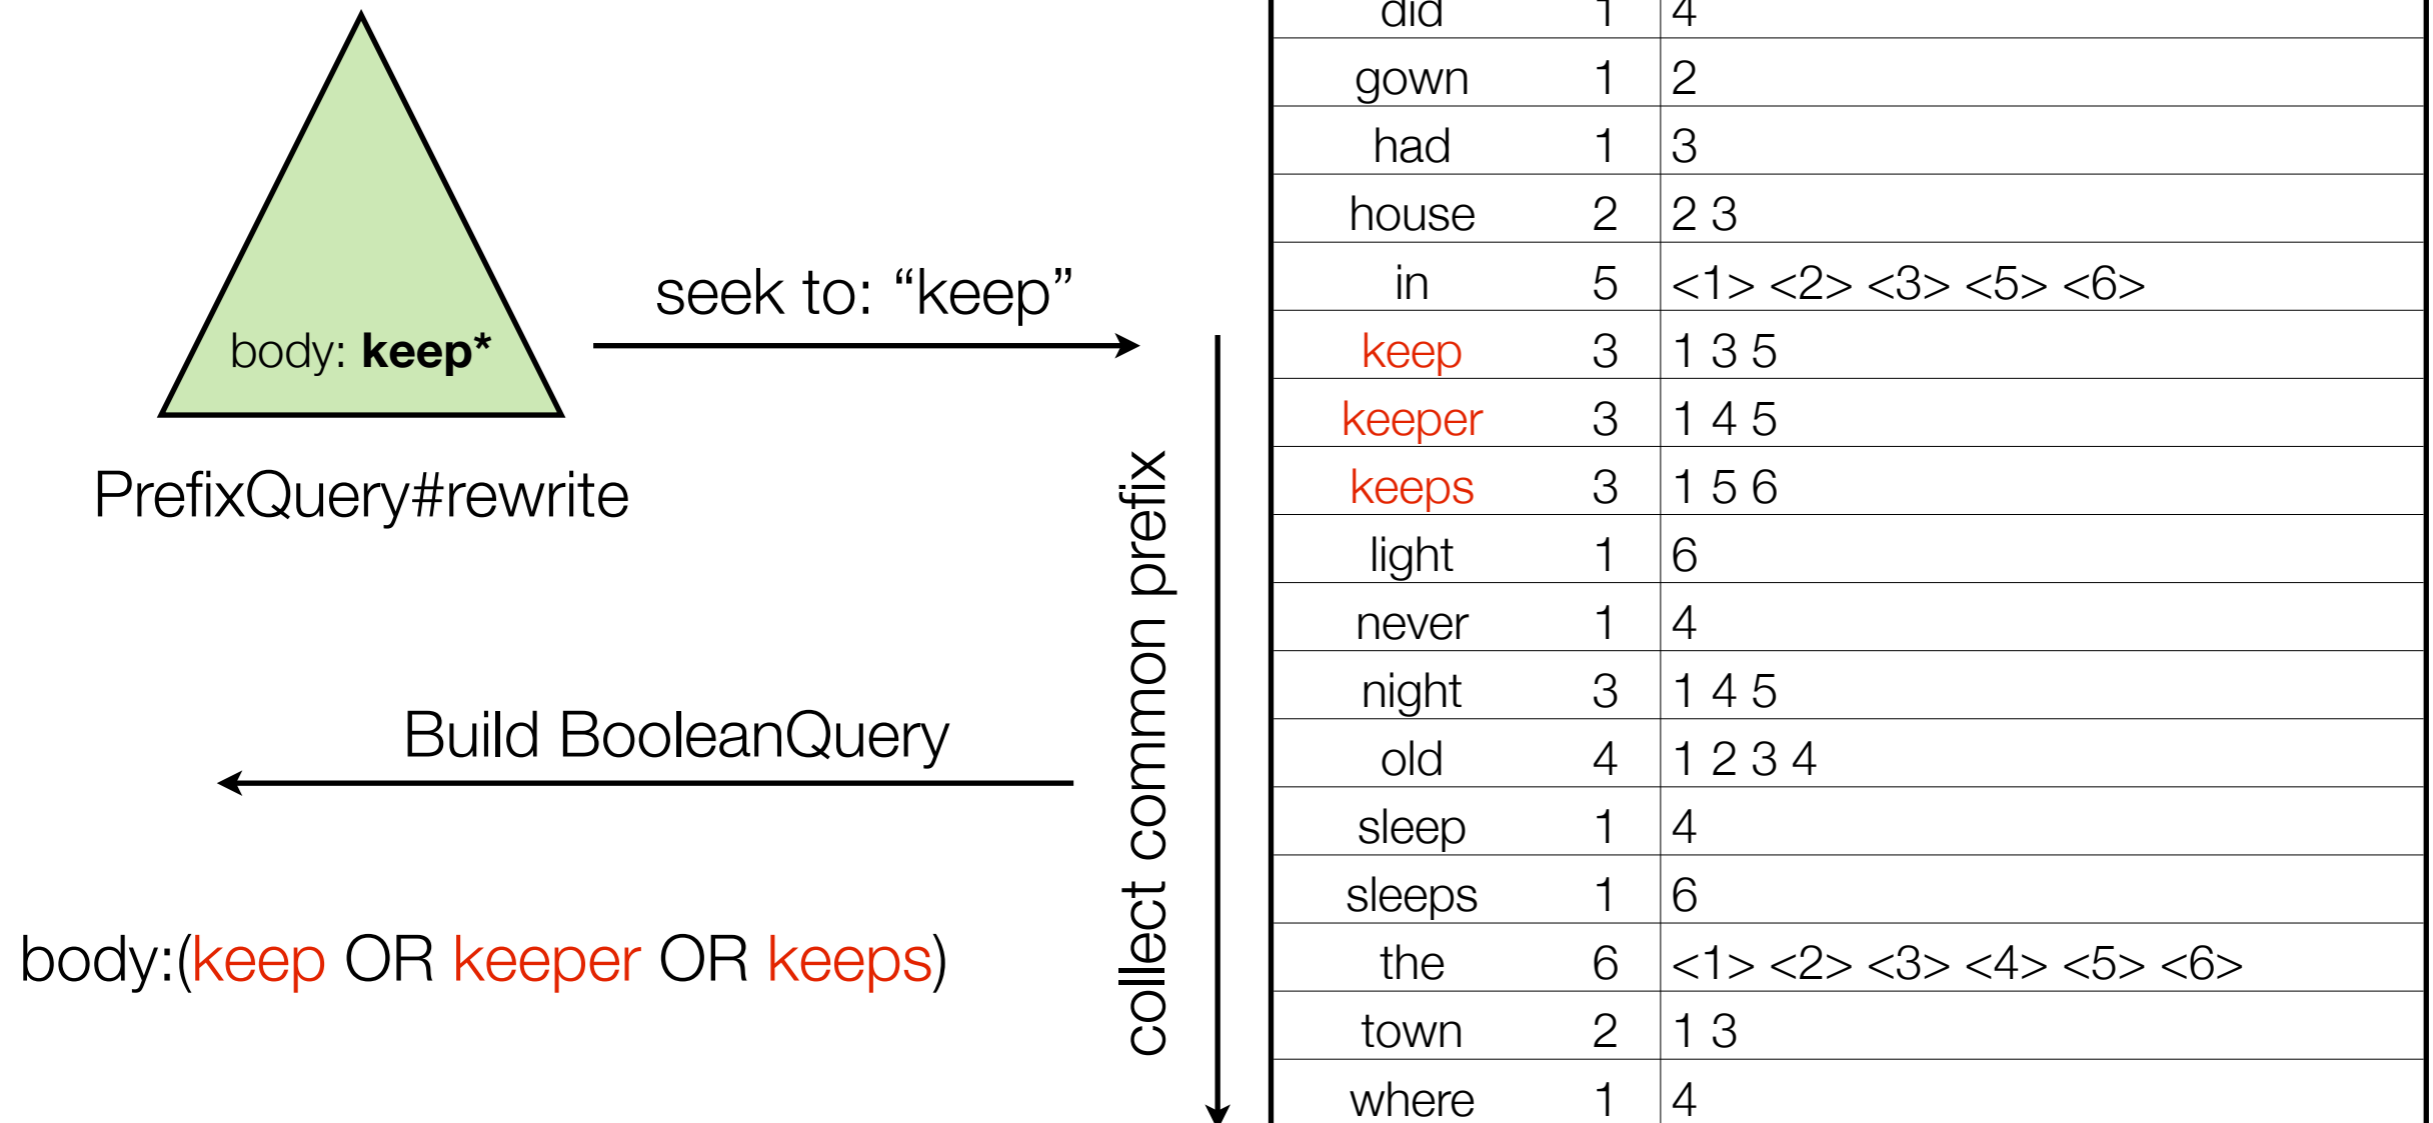 body: keep*
PrefixQuery#rewrite
seek to: “keep”
collect common prefix
Build BooleanQuery
body:(keep OR keeper OR keeps)
did 1 4
gown 1 2
had 1 3
house 2 2 3
in 5 <1> <2> <3> <5> <6>
keep 3 1 3 5
keeper 3 1 4 5
keeps 3 1 5 6
light 1 6
never 1 4
night 3 1 4 5
old 4 1 2 3 4
sleep 1 4
sleeps 1 6
the 6 <1> <2> <3> <4> <5> <6>
town 2 1 3
where 1 4